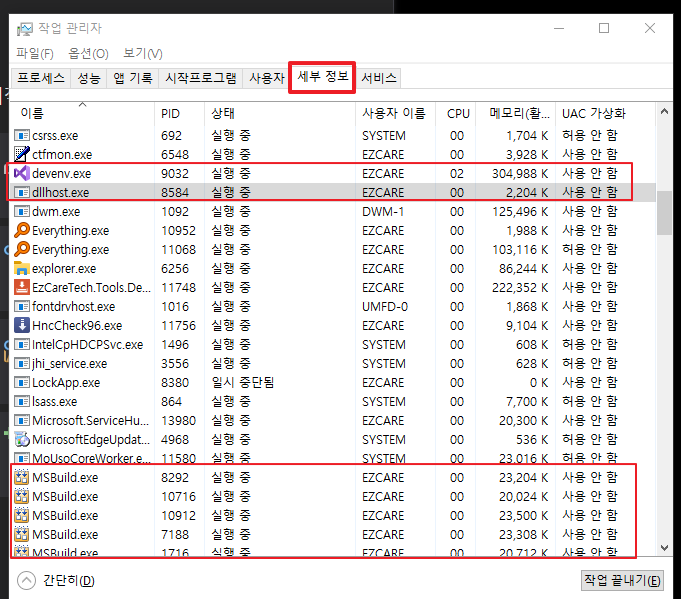 작업 관리자
파일(F) 옵션(O) 보기(V)
프로세스 성능 앱 기록 시작프로그램 사용자 세부 정보 서비스
이름 PID 상태 사용자 이름 CPU 메모리(활... UAC 가상화
csrss.exe 692 실행 중 SYSTEM 00 1,704 K 허용 안 함
ctfmon.exe 6548 실행 중 EZCARE 00 3,928 K 사용 안 함
devenv.exe 9032 실행 중 EZCARE 02 304,988 K 사용 안 함
dllhost.exe 8584 실행 중 EZCARE 00 2,204 K 사용 안 함
dwm.exe 1092 실행 중 DWM-1 00 125,496 K 사용 안 함
Everything.exe 10952 실행 중 EZCARE 00 1,988 K 사용 안 함
Everything.exe 11068 실행 중 EZCARE 00 103,116 K 허용 안 함
explorer.exe 6256 실행 중 EZCARE 00 86,244 K 사용 안 함
EzCareTech.Tools.De... 11748 실행 중 EZCARE 00 222,352 K 사용 안 함
fontdrvhost.exe 1016 실행 중 UMFD-0 00 1,868 K 사용 안 함
HncCheck96.exe 11756 실행 중 EZCARE 00 9,104 K 사용 안 함
IntelCpHDCPSvc.exe 1496 실행 중 SYSTEM 00 608 K 허용 안 함
jhi_service.exe 3556 실행 중 SYSTEM 00 628 K 허용 안 함
LockApp.exe 8380 일시 중단됨 EZCARE 00 0 K 사용 안 함
lsass.exe 864 실행 중 SYSTEM 00 7,700 K 허용 안 함
Microsoft.ServiceHu... 13980 실행 중 EZCARE 00 20,300 K 사용 안 함
MicrosoftEdgeUpdat... 4968 실행 중 SYSTEM 00 536 K 허용 안 함
MoUsoCoreWorker.e... 11580 실행 중 SYSTEM 00 23,016 K 허용 안 함
MSBuild.exe 8292 실행 중 EZCARE 00 23,204 K 사용 안 함
MSBuild.exe 10716 실행 중 EZCARE 00 20,024 K 사용 안 함
MSBuild.exe 10912 실행 중 EZCARE 00 23,500 K 사용 안 함
MSBuild.exe 7188 실행 중 EZCARE 00 23,308 K 사용 안 함
MSBuild.exe 1716 실행 중 EZCARE 00 20,712 K 사용 안 함
간단히(D) 작업 끝내기(E)